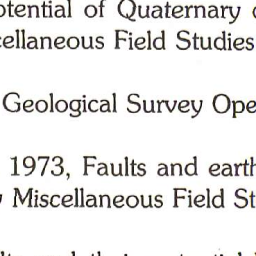 otential of Quaternary
cellaneous Field Studies
Geological Survey Ope
1973, Faults and earth
Miscellaneous Field St